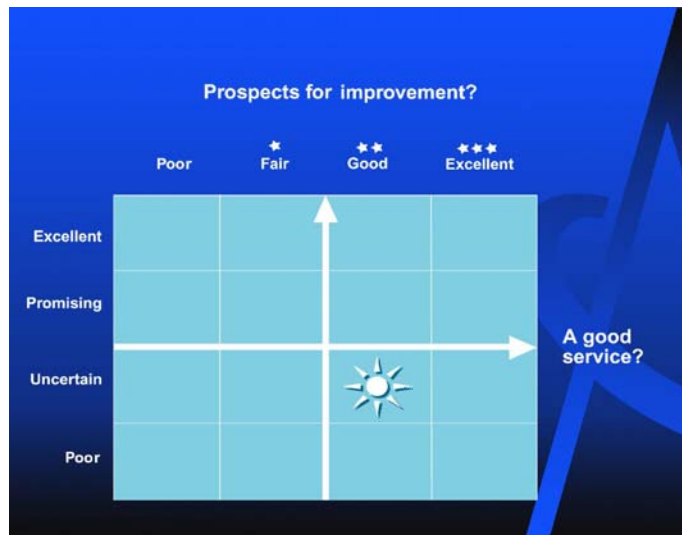 Prospects for improvement?
Poor Fair Good Excellent
Excellent
Promising
A good
service?
Uncertain
Poor